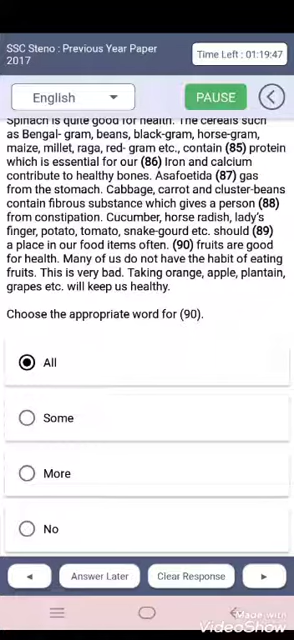 SSC Steno : Previous Year Paper
2017
Time Left : 01:19:47
English
PAUSE
Spinach is quite good for health. The cereals such
as Bengal- gram, beans, black-gram, horse-gram,
maize, millet, raga, red- gram etc., contain (85) protein
which is essential for our (86) Iron and calcium
contribute to healthy bones. Asafoetida (87) gas
from the stomach. Cabbage, carrot and cluster-beans
contain fibrous substance which gives a person (88)
from constipation. Cucumber, horse radish, lady's
finger, potato, tomato, snake-gourd etc. should (89)
a place in our food items often. (90) fruits are good
for health. Many of us do not have the habit of eating
fruits. This is very bad. Taking orange, apple, plantain,
grapes etc. will keep us healthy.
Choose the appropriate word for (90).
All
Some
More
No
Answer Later
Clear Response
Made with
VideoShow